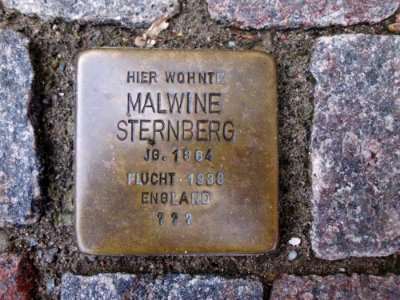 HIER WOHNTE
MALWINE
STERNBERG
JG. 1864
FLUCHT · 1938
ENGLAND
? ? ?